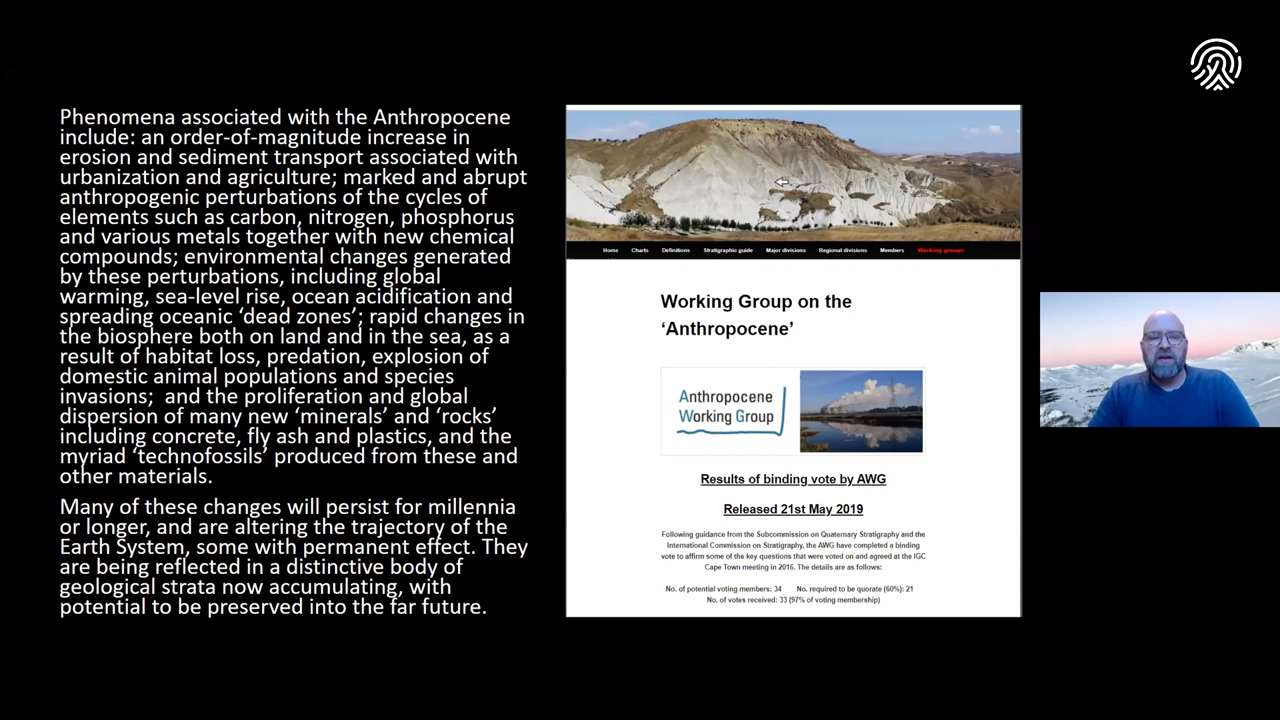 Phenomena associated with the Anthropocene
include: an order-of-magnitude increase in
erosion and sediment transport associated with
urbanization and agriculture; marked and abrupt
anthropogenic perturbations of the cycles of
elements such as carbon, nitrogen, phosphorus
and various metals together with new chemical
compounds; environmental changes generated
by these perturbations, including global
warming, sea-level rise, ocean acidification and
spreading oceanic ‘dead zones’; rapid changes in
the biosphere both on land and in the sea, as a
result of habitat loss, predation, explosion of
domestic animal populations and species
invasions;  and the proliferation and global
dispersion of many new ‘minerals’ and ‘rocks’
including concrete, fly ash and plastics, and the
myriad ‘technofossils’ produced from these and
other materials.
Many of these changes will persist for millennia
or longer, and are altering the trajectory of the
Earth System, some with permanent effect. They
are being reflected in a distinctive body of
geological strata now accumulating, with
potential to be preserved into the far future.
Home Charts Definitions Stratigraphic guide Major divisions Regional divisions Members Working groups
Working Group on the
‘Anthropocene’
Anthropocene
Working Group
Results of binding vote by AWG
Released 21st May 2019
Following guidance from the Subcommission on Quaternary Stratigraphy and the
International Commission on Stratigraphy, the AWG have completed a binding
vote to affirm some of the key questions that were voted on and agreed at the IGC
Cape Town meeting in 2016. The details are as follows:
No. of potential voting members: 34 No. required to be quorate (60%): 21
No. of votes received: 33 (97% of voting membership)